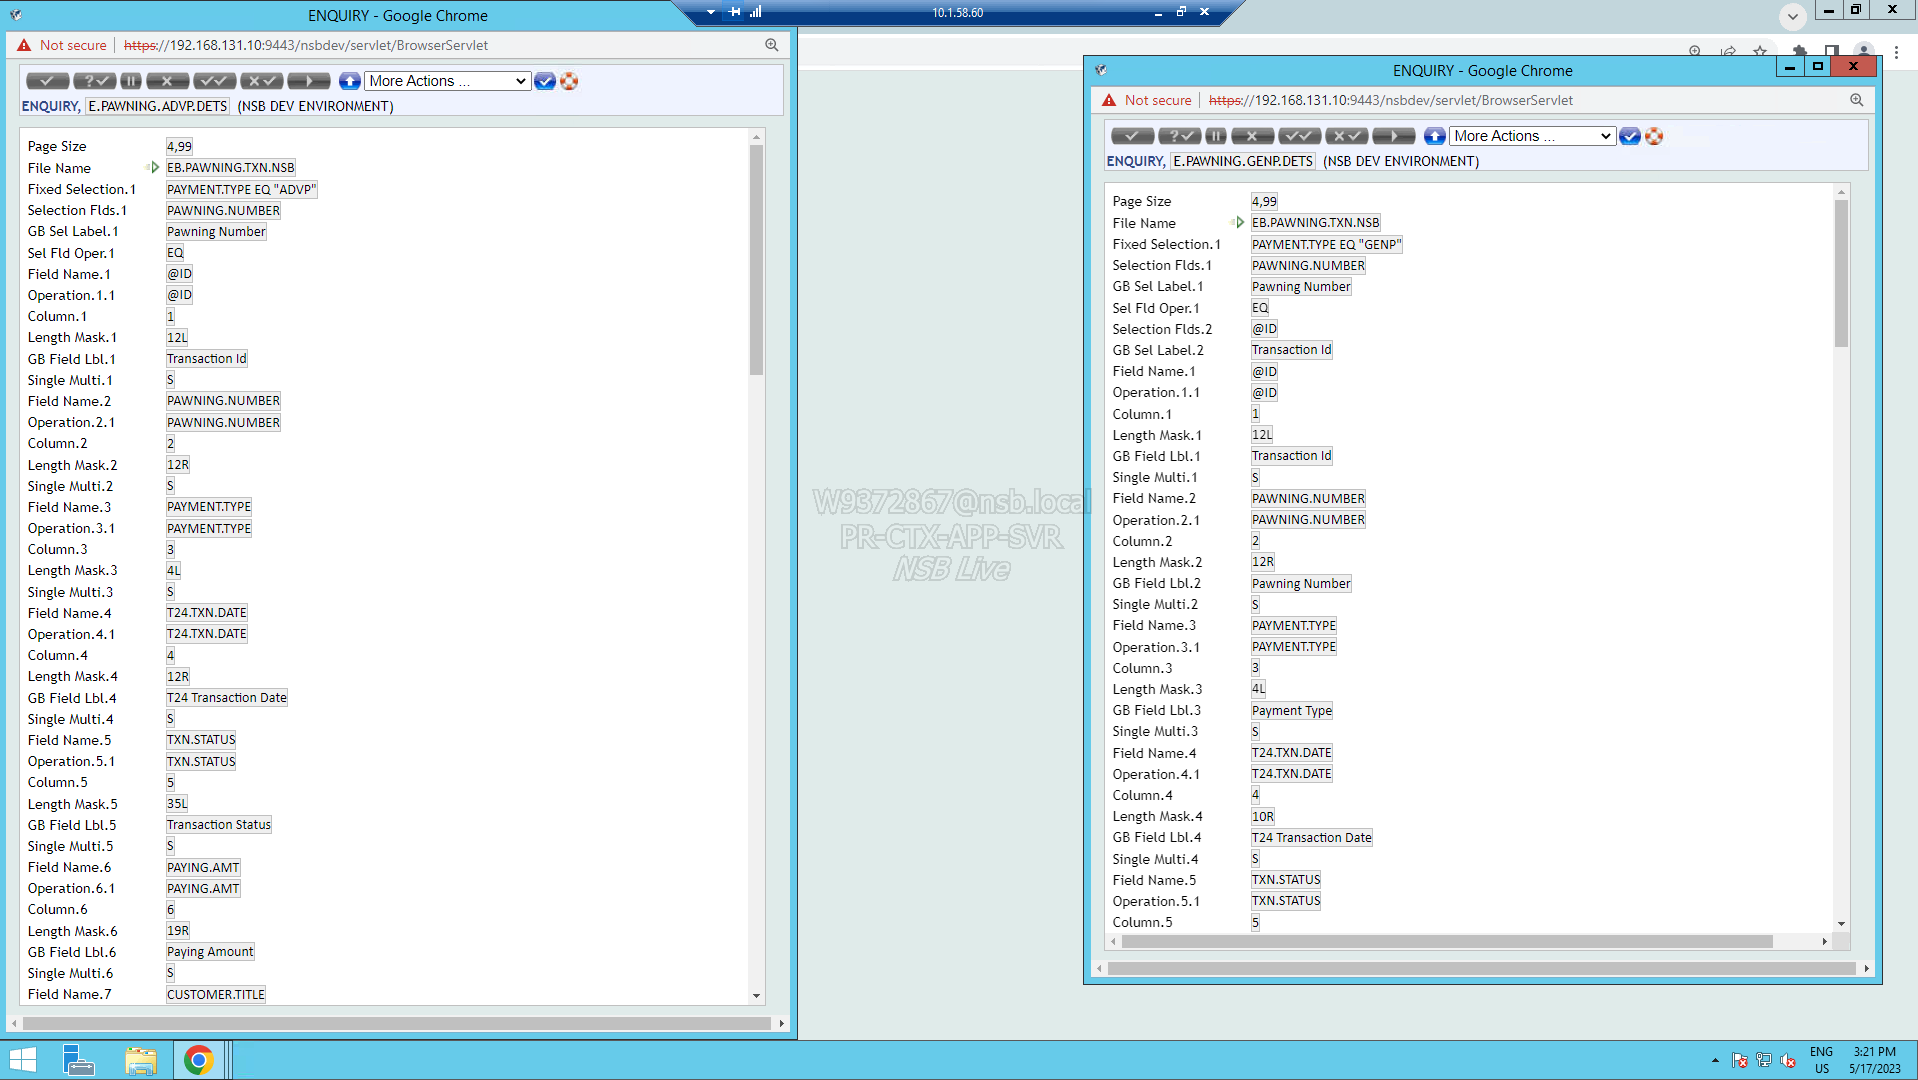 10.1.58.60
ENQUIRY - Google Chrome
Not secure https://192.168.131.10:9443/nsbdev/servlet/BrowserServlet
More Actions ...
ENQUIRY, E.PAWNING.ADVP.DETS (NSB DEV ENVIRONMENT)
Page Size 4,99
File Name EB.PAWNING.TXN.NSB
Fixed Selection.1 PAYMENT.TYPE EQ "ADVP"
Selection Flds.1 PAWNING.NUMBER
GB Sel Label.1 Pawning Number
Sel Fld Oper.1 EQ
Field Name.1 @ID
Operation.1.1 @ID
Column.1 1
Length Mask.1 12L
GB Field Lbl.1 Transaction Id
Single Multi.1 S
Field Name.2 PAWNING.NUMBER
Operation.2.1 PAWNING.NUMBER
Column.2 2
Length Mask.2 12R
Single Multi.2 S
Field Name.3 PAYMENT.TYPE
Operation.3.1 PAYMENT.TYPE
Column.3 3
Length Mask.3 4L
Single Multi.3 S
Field Name.4 T24.TXN.DATE
Operation.4.1 T24.TXN.DATE
Column.4 4
Length Mask.4 12R
GB Field Lbl.4 T24 Transaction Date
Single Multi.4 S
Field Name.5 TXN.STATUS
Operation.5.1 TXN.STATUS
Column.5 5
Length Mask.5 35L
GB Field Lbl.5 Transaction Status
Single Multi.5 S
Field Name.6 PAYING.AMT
Operation.6.1 PAYING.AMT
Column.6 6
Length Mask.6 19R
GB Field Lbl.6 Paying Amount
Single Multi.6 S
Field Name.7 CUSTOMER.TITLE
W9372867@nsb.local
PR-CTX-APP-SVR
NSB Live
ENQUIRY - Google Chrome
Not secure https://192.168.131.10:9443/nsbdev/servlet/BrowserServlet
More Actions ...
ENQUIRY, E.PAWNING.GENP.DETS (NSB DEV ENVIRONMENT)
Page Size 4,99
File Name EB.PAWNING.TXN.NSB
Fixed Selection.1 PAYMENT.TYPE EQ "GENP"
Selection Flds.1 PAWNING.NUMBER
GB Sel Label.1 Pawning Number
Sel Fld Oper.1 EQ
Selection Flds.2 @ID
GB Sel Label.2 Transaction Id
Field Name.1 @ID
Operation.1.1 @ID
Column.1 1
Length Mask.1 12L
GB Field Lbl.1 Transaction Id
Single Multi.1 S
Field Name.2 PAWNING.NUMBER
Operation.2.1 PAWNING.NUMBER
Column.2 2
Length Mask.2 12R
GB Field Lbl.2 Pawning Number
Single Multi.2 S
Field Name.3 PAYMENT.TYPE
Operation.3.1 PAYMENT.TYPE
Column.3 3
Length Mask.3 4L
GB Field Lbl.3 Payment Type
Single Multi.3 S
Field Name.4 T24.TXN.DATE
Operation.4.1 T24.TXN.DATE
Column.4 4
Length Mask.4 10R
GB Field Lbl.4 T24 Transaction Date
Single Multi.4 S
Field Name.5 TXN.STATUS
Operation.5.1 TXN.STATUS
Column.5 5
ENG 3:21 PM
US 5/17/2023